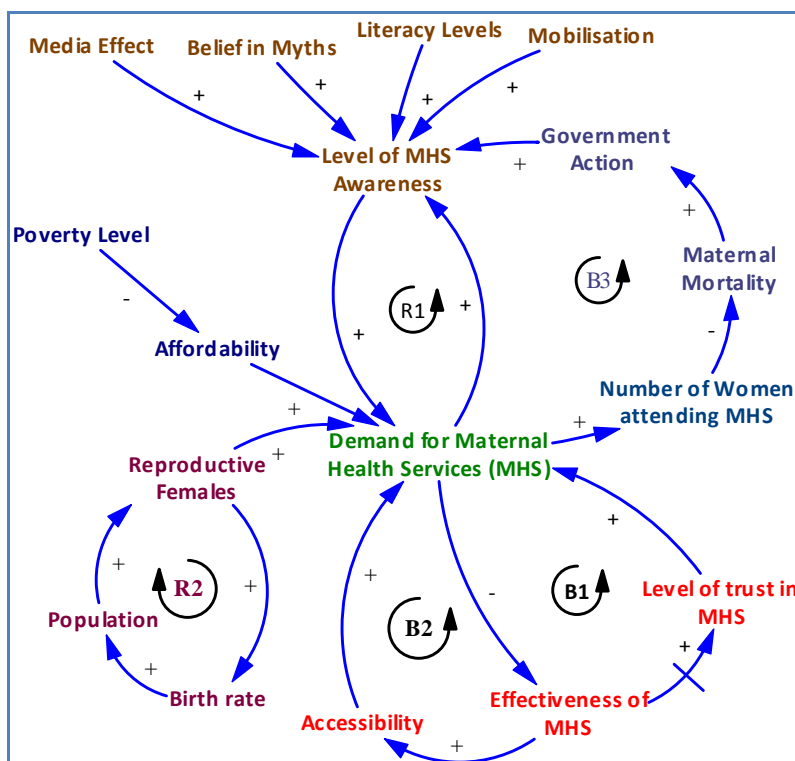 Literacy Levels
Media Effect
Belief in Myths
Mobilisation
+
+
+
+
Government
Action
+
Level of MHS
Awareness
+
Poverty Level
Maternal
Mortality
B3
-
R1
+
+
-
Affordability
Number of Women
attending MHS
+
+
Demand for Maternal
Health Services (MHS)
+
Reproductive
Females
+
+
+
R2
+
-
B1
Level of trust in
MHS
Population
B2
+
+
Birth rate
Effectiveness of
MHS
Accessibility
+